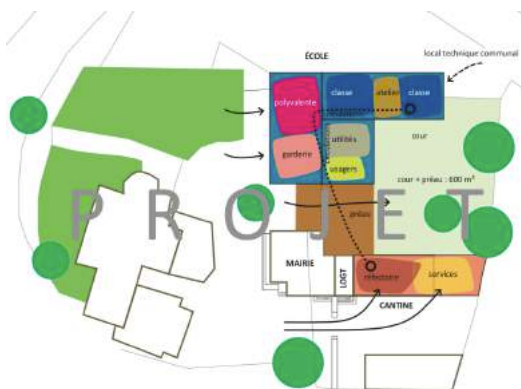 ÉCOLE
local technique communal
polyvalente
classe
atelier
classe
cour
utilités
garderie
usagers
cour + préau : 600 m²
PROJET
préau
MAIRIE
LOGT
réfectoire
services
CANTINE